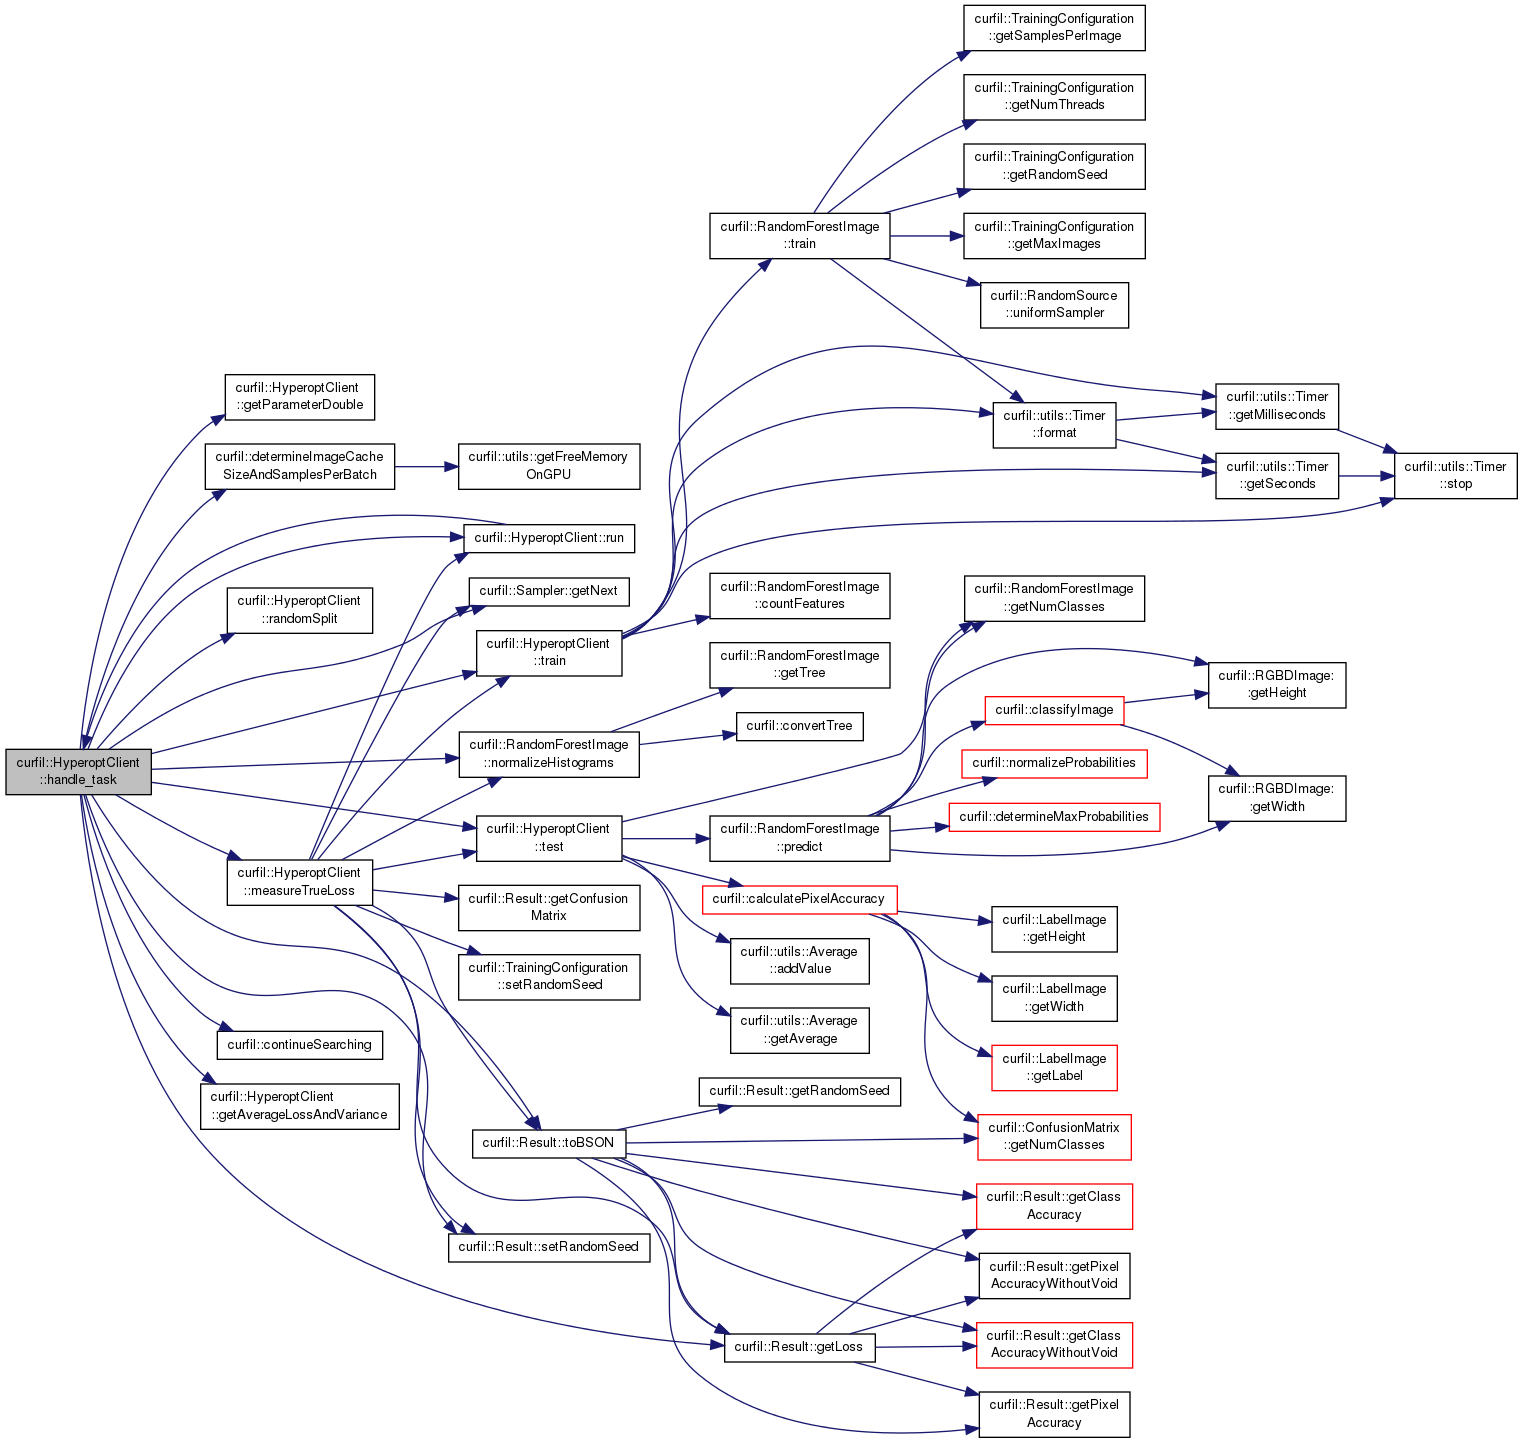 curfil::TrainingConfiguration
::getSamplesPerImage
curfil::TrainingConfiguration
::getNumThreads
curfil::TrainingConfiguration
::getRandomSeed
curfil::RandomForestImage
::train
curfil::TrainingConfiguration
::getMaxImages
curfil::RandomSource
::uniformSampler
curfil::HyperoptClient
::getParameterDouble
curfil::utils::Timer
::format
curfil::utils::Timer
::getMilliseconds
curfil::determineImageCache
SizeAndSamplesPerBatch
curfil::utils::getFreeMemory
OnGPU
curfil::utils::Timer
::getSeconds
curfil::utils::Timer
::stop
curfil::HyperoptClient::run
curfil::Sampler::getNext
curfil::HyperoptClient
::randomSplit
curfil::RandomForestImage
::countFeatures
curfil::RandomForestImage
::getNumClasses
curfil::HyperoptClient
::train
curfil::RandomForestImage
::getTree
curfil::RGBDImage:
:getHeight
curfil::classifyImage
curfil::convertTree
curfil::RandomForestImage
::normalizeHistograms
curfil::HyperoptClient
::handle_task
curfil::normalizeProbabilities
curfil::RGBDImage:
:getWidth
curfil::determineMaxProbabilities
curfil::HyperoptClient
::test
curfil::RandomForestImage
::predict
curfil::HyperoptClient
::measureTrueLoss
curfil::Result::getConfusion
Matrix
curfil::calculatePixelAccuracy
curfil::LabelImage
::getHeight
curfil::utils::Average
::addValue
curfil::TrainingConfiguration
::setRandomSeed
curfil::LabelImage
::getWidth
curfil::utils::Average
::getAverage
curfil::continueSearching
curfil::LabelImage
::getLabel
curfil::HyperoptClient
::getAverageLossAndVariance
curfil::Result::getRandomSeed
curfil::Result::toBSON
curfil::ConfusionMatrix
::getNumClasses
curfil::Result::getClass
Accuracy
curfil::Result::setRandomSeed
curfil::Result::getPixel
AccuracyWithoutVoid
curfil::Result::getLoss
curfil::Result::getClass
AccuracyWithoutVoid
curfil::Result::getPixel
Accuracy